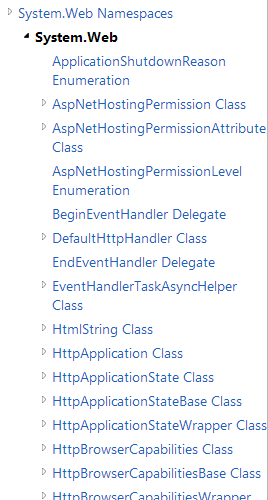 System.Web Namespaces
System.Web
ApplicationShutdownReason
Enumeration
AspNetHostingPermission Class
AspNetHostingPermissionAttribute
Class
AspNetHostingPermissionLevel
Enumeration
BeginEventHandler Delegate
DefaultHttpHandler Class
EndEventHandler Delegate
EventHandlerTaskAsyncHelper
Class
HtmlString Class
HttpApplication Class
HttpApplicationState Class
HttpApplicationStateBase Class
HttpApplicationStateWrapper Class
HttpBrowserCapabilities Class
HttpBrowserCapabilitiesBase Class
HttpBrowserCapabilitiesWrapper